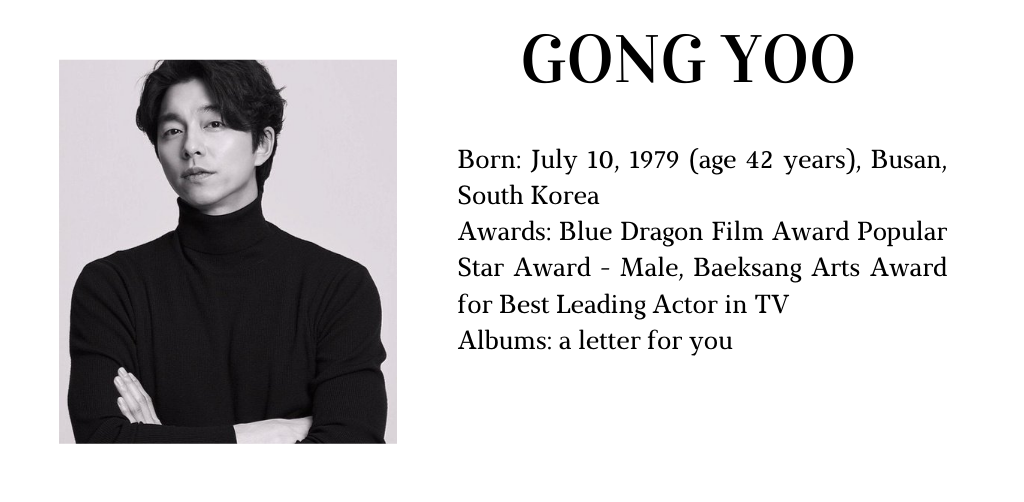 GONG YOO
Born: July 10, 1979 (age 42 years), Busan,
South Korea
Awards: Blue Dragon Film Award Popular
Star Award - Male, Baeksang Arts Award
for Best Leading Actor in TV
Albums: a letter for you